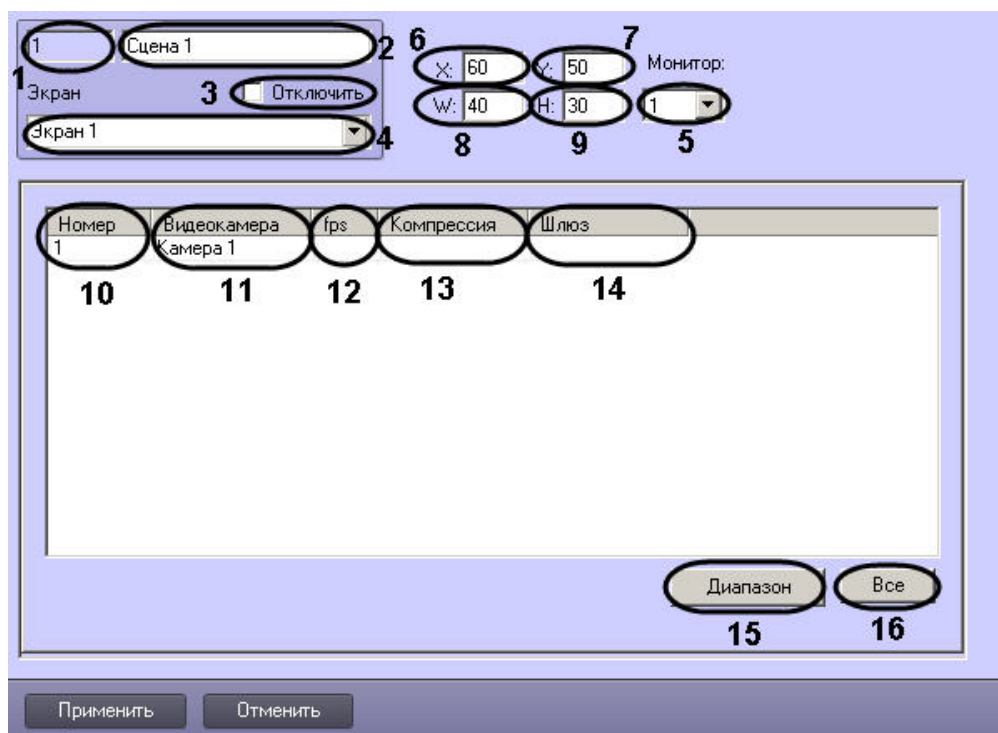 1 Сцена 1 2 6 7
X: 60 Y: 50 Монитор:
1 Экран 3 Отключить W: 40 H: 30 1
Экран 1 4 8 9 5
Номер Видеокамера fps Компрессия Шлюз
1 Камера 1
10 11 12 13 14
Диапазон Все
15 16
Применить Отменить